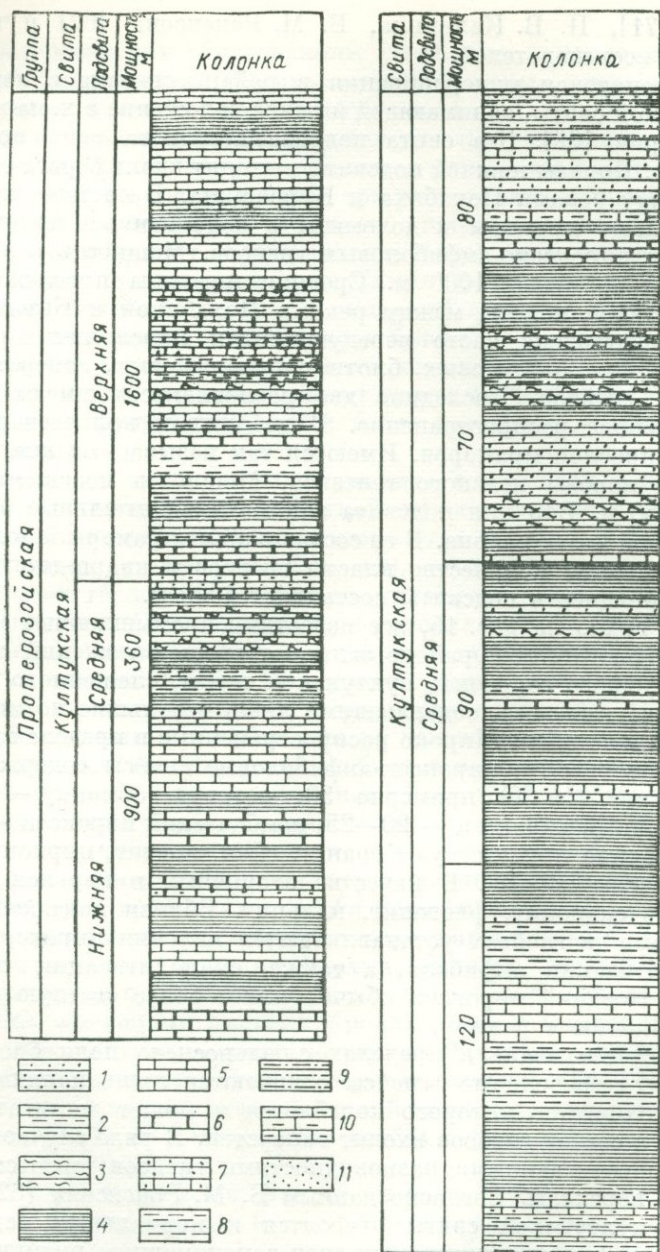 Группа
Свита
Подсвита
Мощность, м
Колонка
Протерозойская
Култукская
Верхняя
1600
Средняя
360
Нижняя
900
1
2
3
4
5
6
7
8
9
10
11
Свита
Подсвита
Мощность, м
Колонка
Култукская
Средняя
80
70
90
120